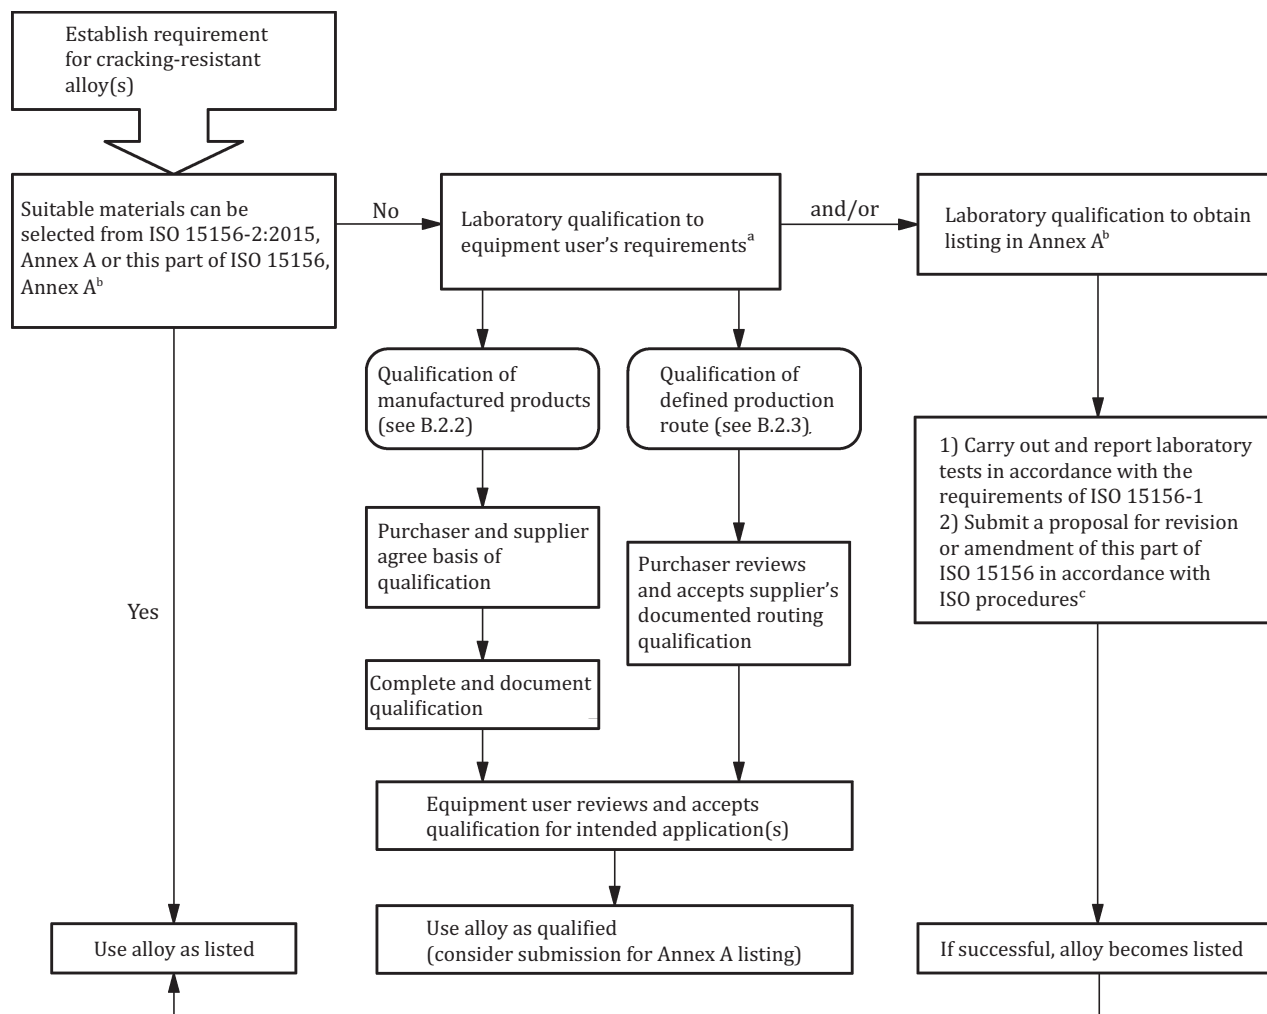 Establish requirement
for cracking-resistant
alloy(s)
Suitable materials can be
selected from ISO 15156-2:2015,
Annex A or this part of ISO 15156,
Annex Aᵇ
No
Laboratory qualification to
equipment user's requirementsᵃ
and/or
Laboratory qualification to obtain
listing in Annex Aᵇ
Qualification of
manufactured products
(see B.2.2)
Qualification of
defined production
route (see B.2.3).
1) Carry out and report laboratory
tests in accordance with the
requirements of ISO 15156-1
2) Submit a proposal for revision
or amendment of this part of
ISO 15156 in accordance with
ISO proceduresᶜ
Purchaser and supplier
agree basis of
qualification
Purchaser reviews
and accepts supplier's
documented routing
qualification
Yes
Complete and document
qualification
Equipment user reviews and accepts
qualification for intended application(s)
Use alloy as listed
Use alloy as qualified
(consider submission for Annex A listing)
If successful, alloy becomes listed